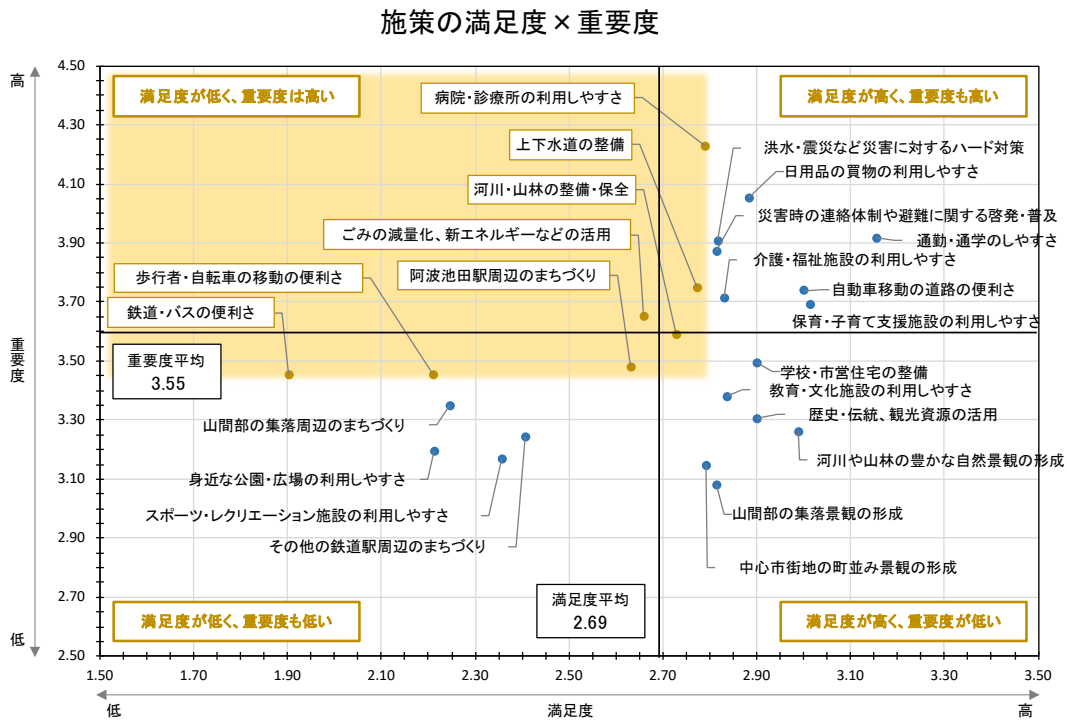 施策の満足度×重要度
高
重要度
低
4.50
4.30
4.10
3.90
3.70
3.50
3.30
3.10
2.90
2.70
2.50
満足度が低く、重要度は高い
満足度が高く、重要度も高い
病院・診療所の利用しやすさ
上下水道の整備
河川・山林の整備・保全
ごみの減量化、新エネルギーなどの活用
歩行者・自転車の移動の便利さ
阿波池田駅周辺のまちづくり
鉄道・バスの便利さ
洪水・震災など災害に対するハード対策
日用品の買物の利用しやすさ
災害時の連絡体制や避難に関する啓発・普及
通勤・通学のしやすさ
介護・福祉施設の利用しやすさ
自動車移動の道路の便利さ
保育・子育て支援施設の利用しやすさ
重要度平均
3.55
学校・市営住宅の整備
教育・文化施設の利用しやすさ
歴史・伝統、観光資源の活用
山間部の集落周辺のまちづくり
河川や山林の豊かな自然景観の形成
身近な公園・広場の利用しやすさ
スポーツ・レクリエーション施設の利用しやすさ
山間部の集落景観の形成
その他の鉄道駅周辺のまちづくり
中心市街地の町並み景観の形成
満足度平均
2.69
満足度が低く、重要度も低い
満足度が高く、重要度が低い
1.50 1.70 1.90 2.10 2.30 2.50 2.70 2.90 3.10 3.30 3.50
低 満足度 高